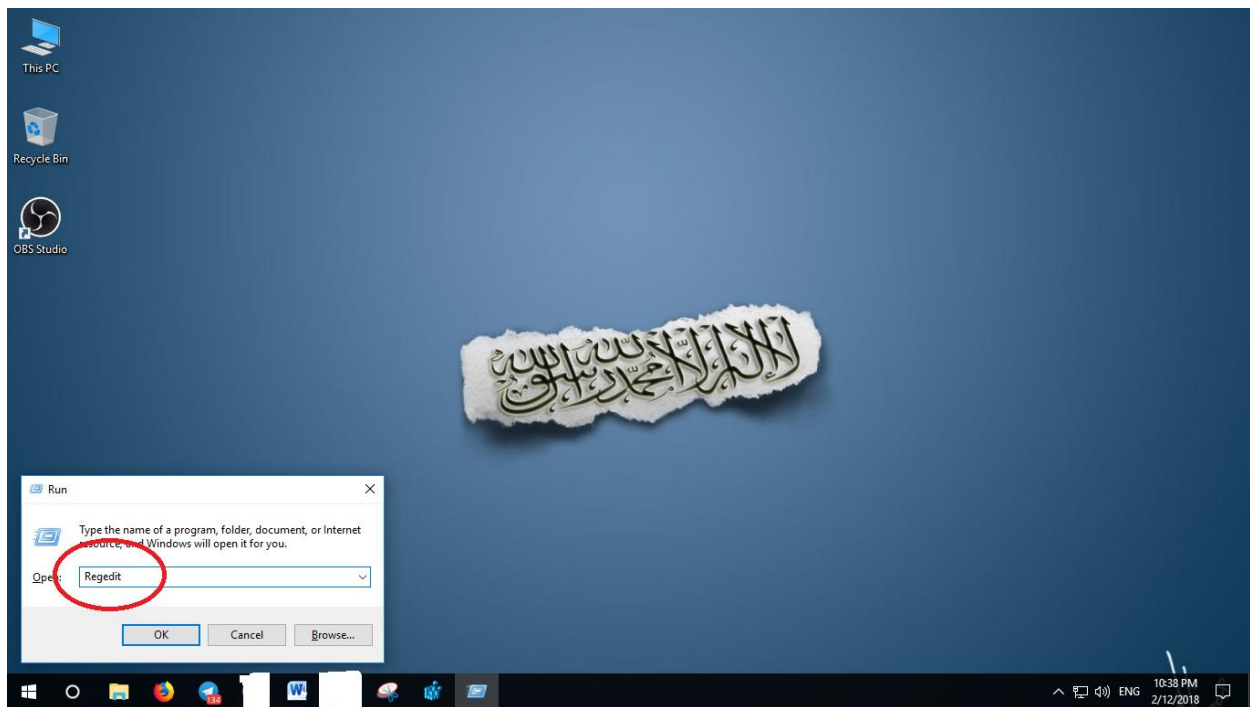 This PC
Recycle Bin
OBS Studio
لا إله إلا الله محمد رسول الله
Run
Type the name of a program, folder, document, or Internet
resource, and Windows will open it for you.
Open:
Regedit
OK
Cancel
Browse...
134
W
ENG
10:38 PM
2/12/2018